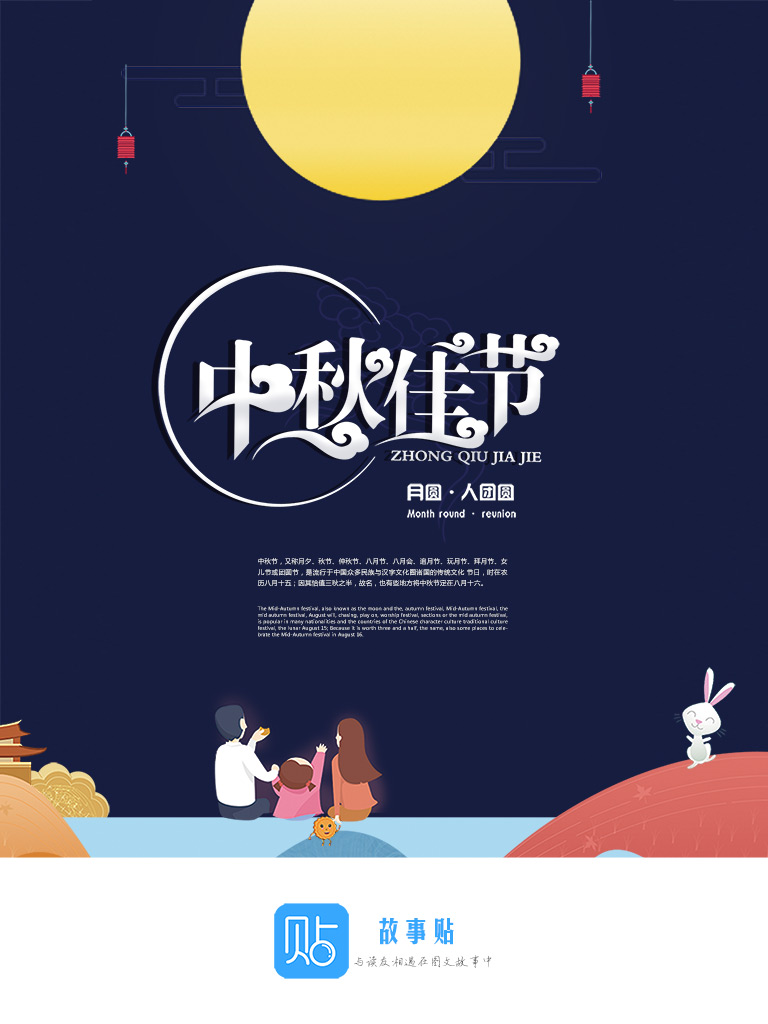 中秋佳节
ZHONG QIU JIA JIE
月圆·人团圆
Month round · reunion
中秋节，又称月夕、秋节、仲秋节、八月节、八月会、追月节、玩月节、拜月节、女
儿节或团圆节，是流行于中国众多民族与汉字文化圈诸国的传统文化 节日，时在农
历八月十五；因其恰值三秋之半，故名，也有些地方将中秋节定在八月十六。
The Mid-Autumn festival, also known as the moon and the, autumn festival, Mid-Autumn festival, the
mid autumn festival, August will, chasing, play on, worship festival, sections or the mid autumn festival,
is popular in many nationalities and the countries of the Chinese character culture traditional culture
festival, the lunar August 15; Because it is worth three and a half, the name, also some places to cele-
brate the Mid-Autumn festival in August 16.
贴
故事贴
与读友相遇在图文故事中